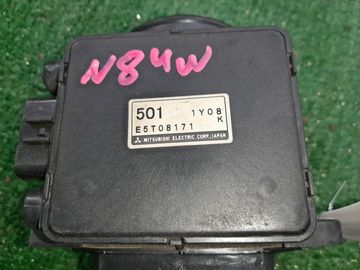 N84W
501 1Y08
E5T08171 K
MITSUBISHI ELECTRIC CORP. JAPAN